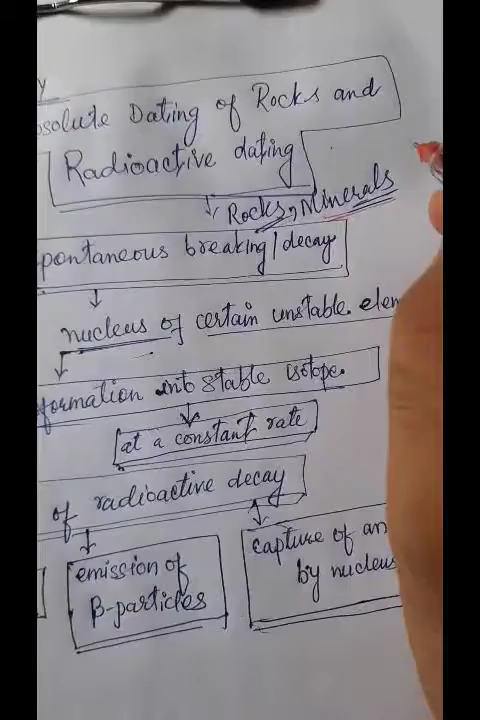 y
bsolute Dating of Rocks and
Radioactive dating
Rocks, Minerals
pontaneous breaking/decay
nucleus of certain unstable. elem
formation into stable isotope.
at a constant rate
of radioactive decay
emission of
β-particles
capture of an
by nucleus